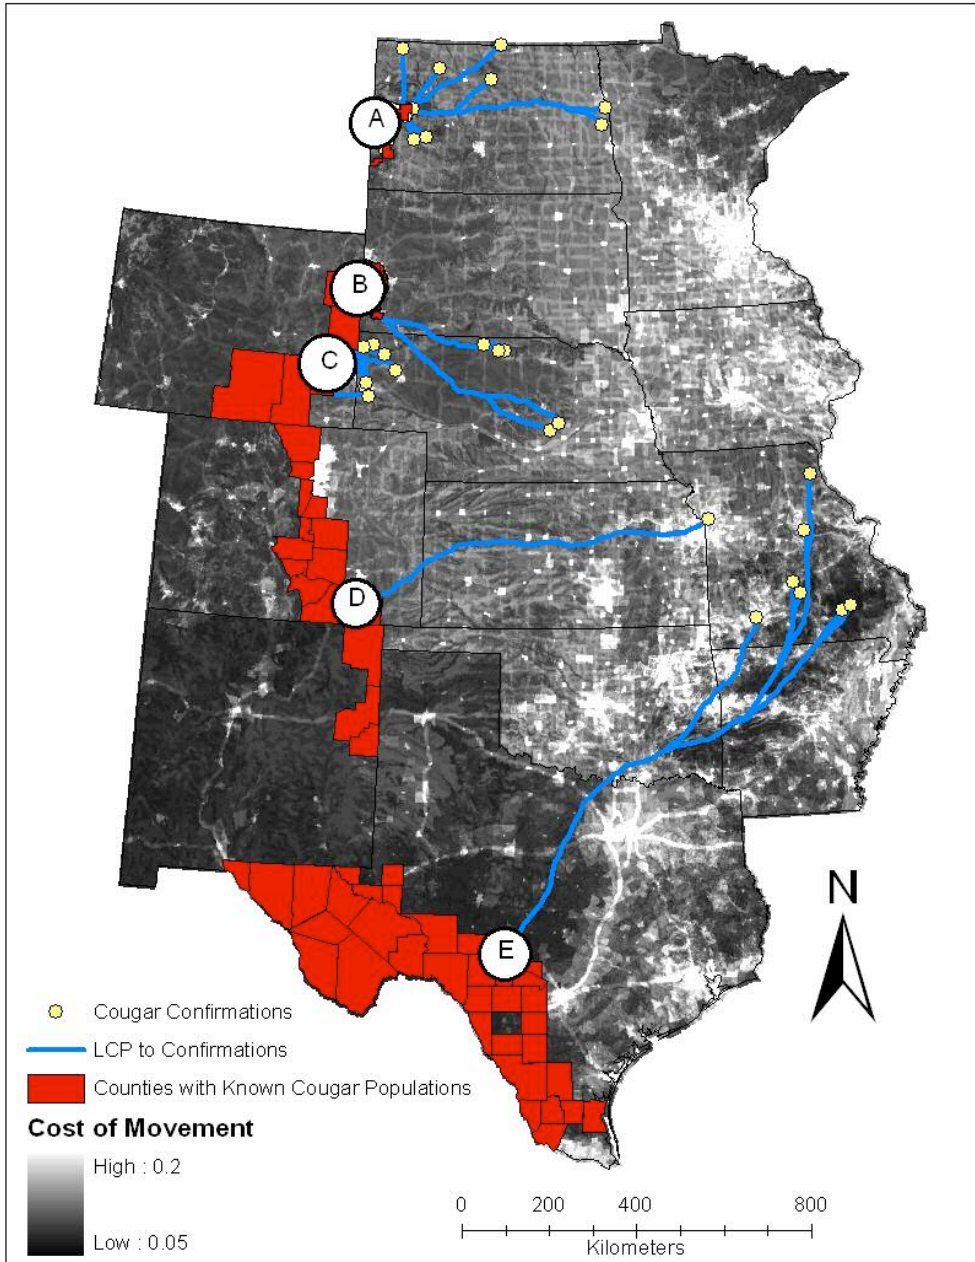 A
B
C
D
E
N
Cougar Confirmations
LCP to Confirmations
Counties with Known Cougar Populations
Cost of Movement
High : 0.2
Low : 0.05
0 200 400 800
Kilometers